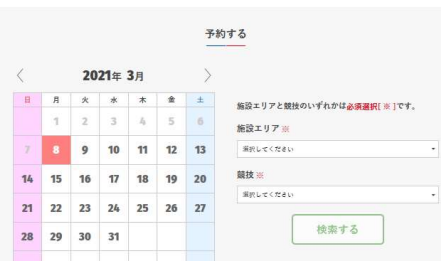 予約する
2021年 3月
日 月 火 水 木 金 土
1 2 3 4 5 6
7 8 9 10 11 12 13
14 15 16 17 18 19 20
21 22 23 24 25 26 27
28 29 30 31
施設エリアと競技のいずれかは必須選択[ ※ ]です。
施設エリア ※
選択してください
競技 ※
選択してください
検索する